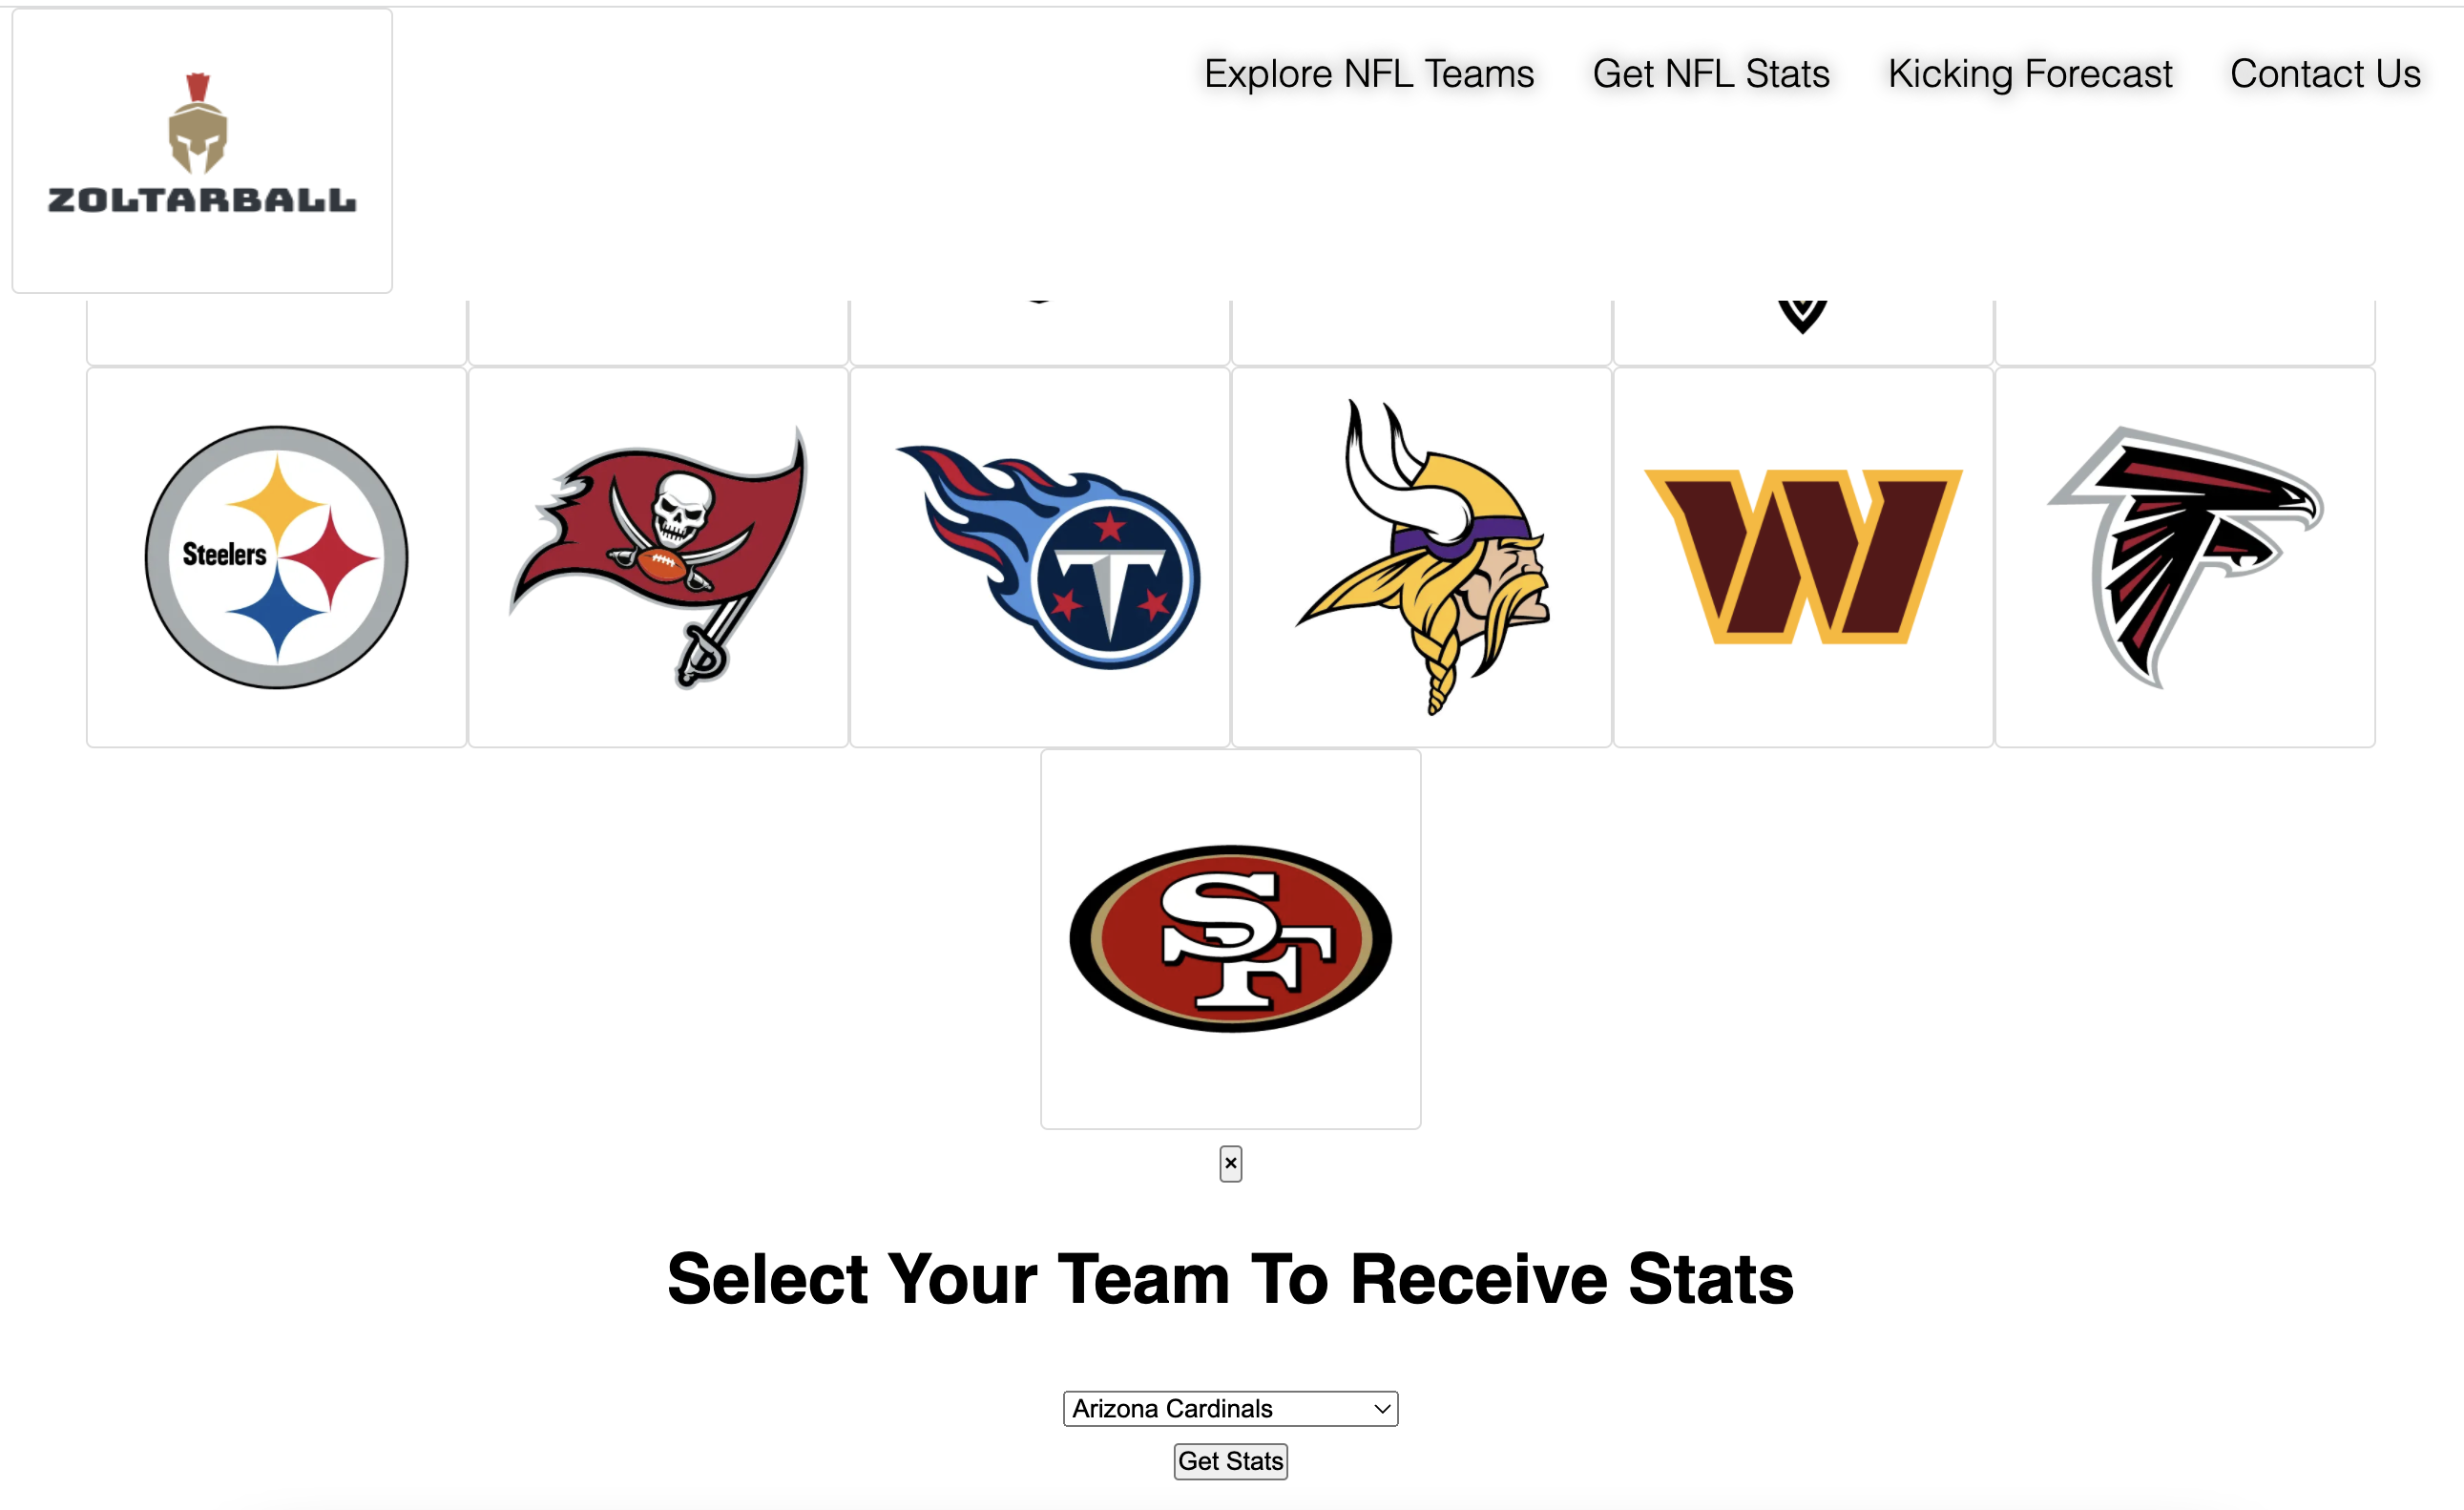 Explore NFL Teams Get NFL Stats Kicking Forecast Contact Us
ZOLTARBALL
Steelers
T
W
SF
×
Select Your Team To Receive Stats
Arizona Cardinals
Get Stats